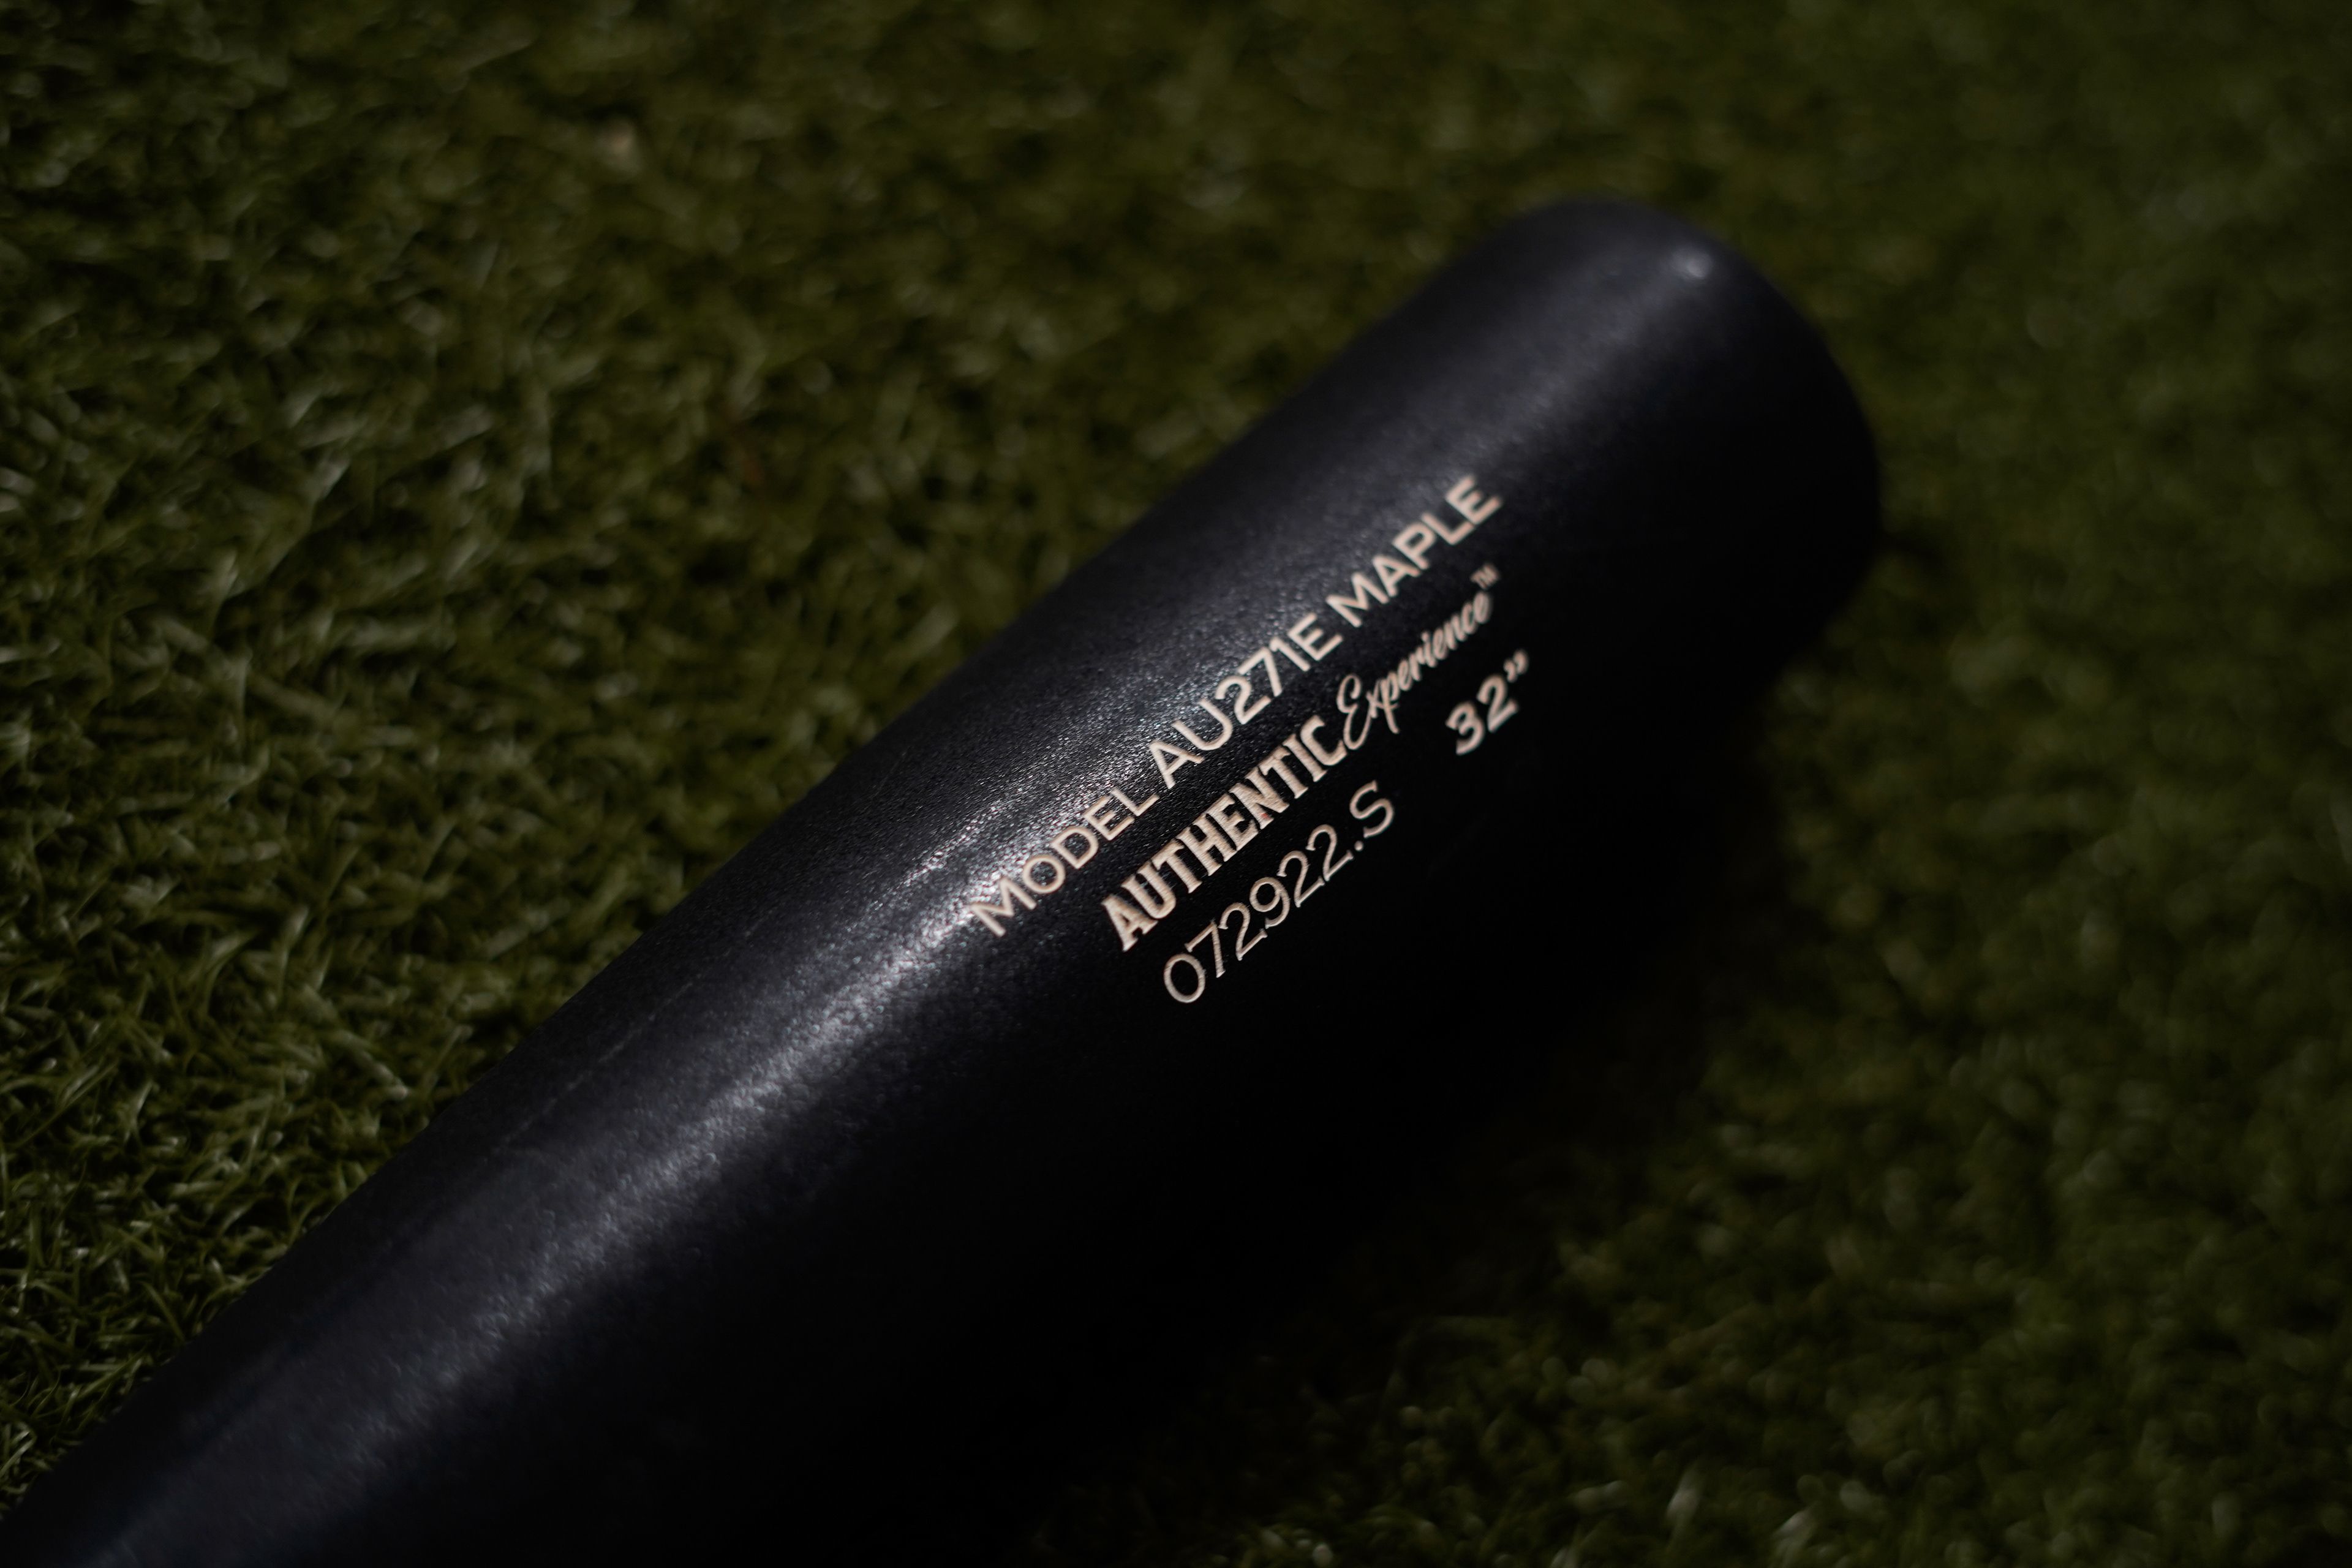 MODEL AU271E MAPLE
AUTHENTIC Experience™
072922.S 32”